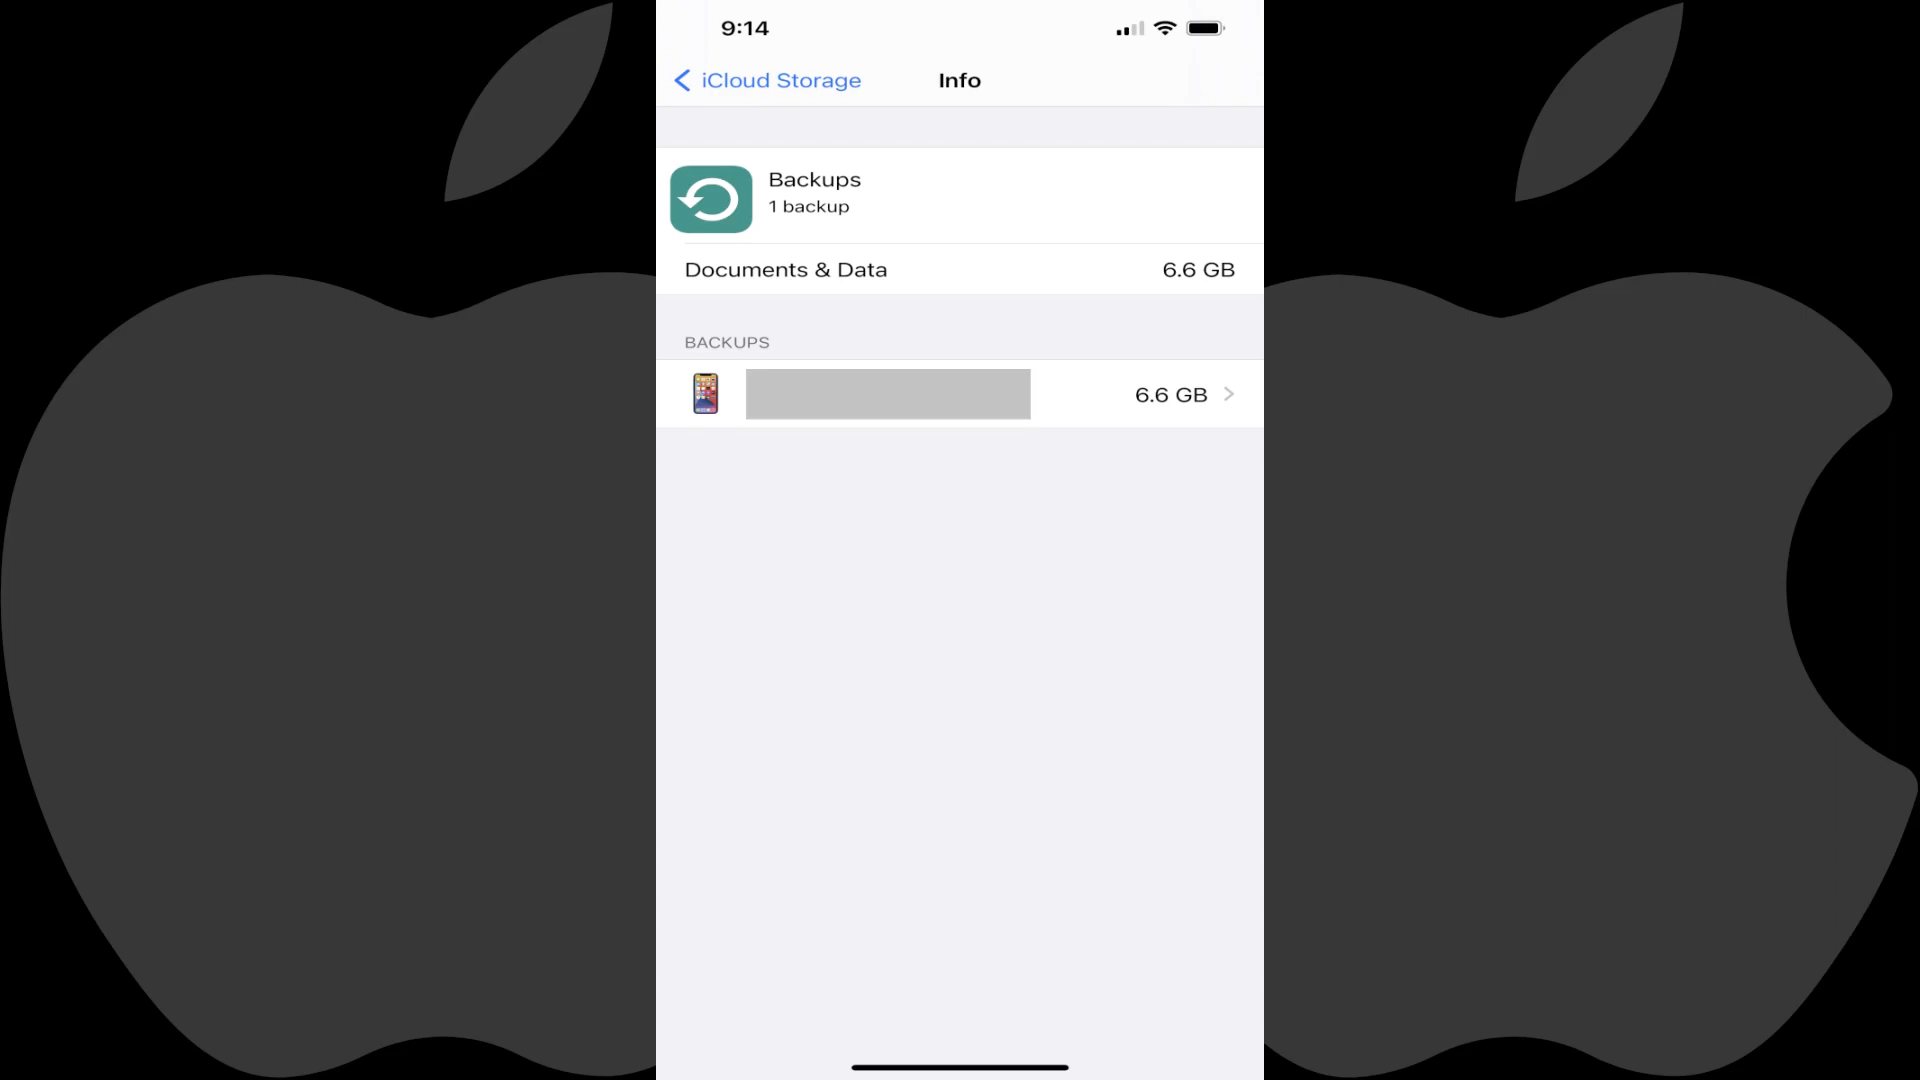 9:14
iCloud Storage
Info
Backups
1 backup
Documents & Data 6.6 GB
BACKUPS
6.6 GB